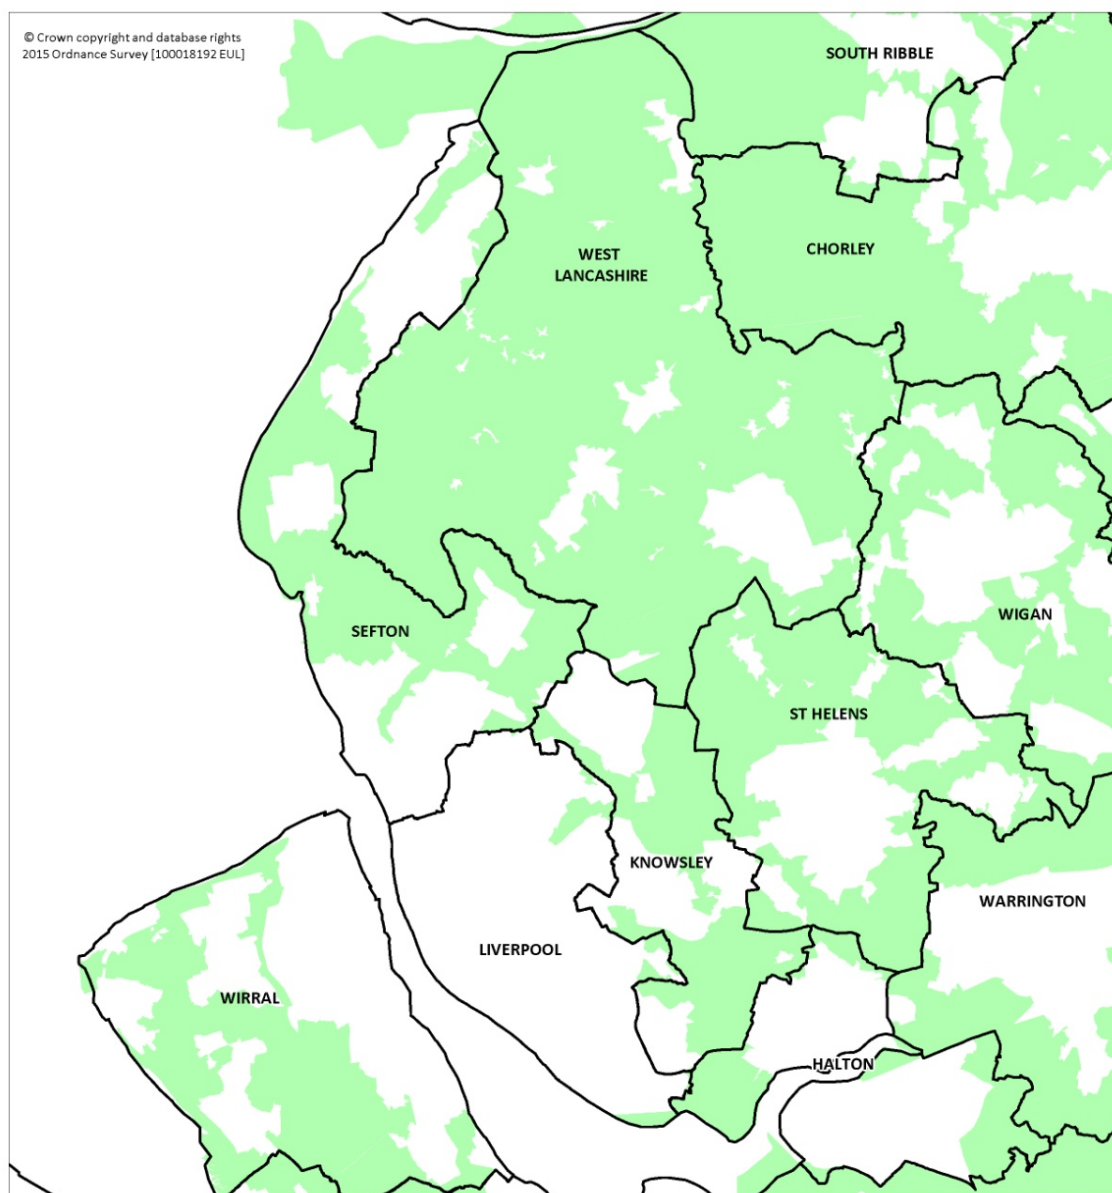 © Crown copyright and database rights
2015 Ordnance Survey [100018192 EUL]
SOUTH RIBBLE
WEST
LANCASHIRE
CHORLEY
WIGAN
SEFTON
ST HELENS
KNOWSLEY
WARRINGTON
LIVERPOOL
WIRRAL
HALTON